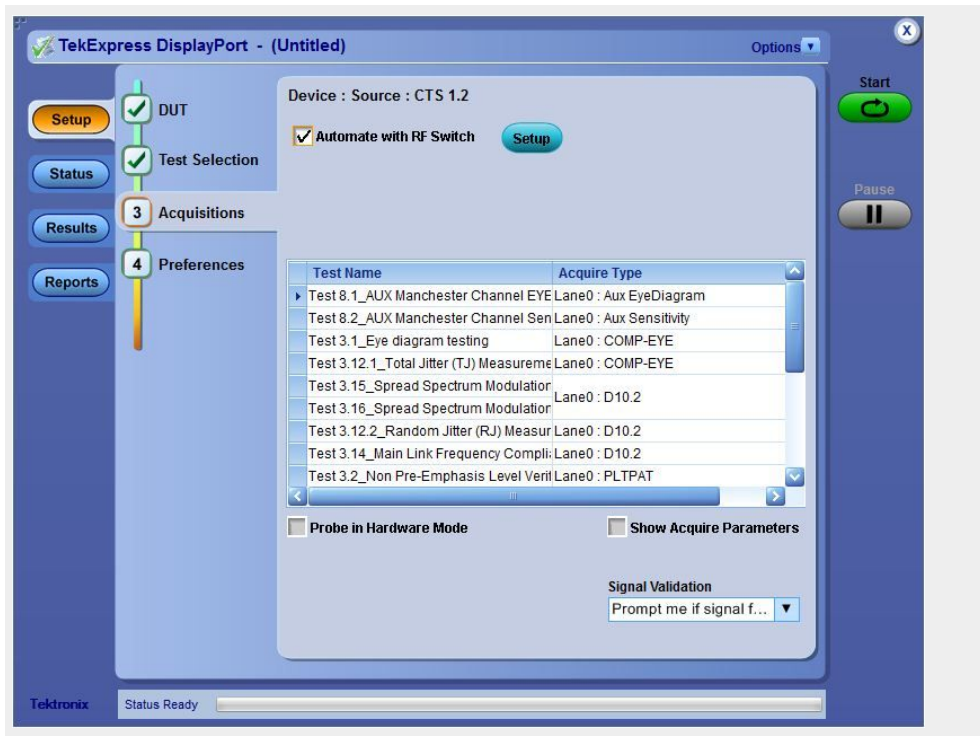 TekExpress DisplayPort - (Untitled)
Options
X
Start
Pause
Setup
Status
Results
Reports
DUT
Test Selection
3 Acquisitions
4 Preferences
Device : Source : CTS 1.2
Automate with RF Switch
Setup
Test Name Acquire Type
Test 8.1_AUX Manchester Channel EYE Lane0 : Aux EyeDiagram
Test 8.2_AUX Manchester Channel Sen Lane0 : Aux Sensitivity
Test 3.1_Eye diagram testing Lane0 : COMP-EYE
Test 3.12.1_Total Jitter (TJ) Measureme Lane0 : COMP-EYE
Test 3.15_Spread Spectrum Modulation
Lane0 : D10.2
Test 3.16_Spread Spectrum Modulation
Test 3.12.2_Random Jitter (RJ) Measur Lane0 : D10.2
Test 3.14_Main Link Frequency Compli Lane0 : D10.2
Test 3.2_Non Pre-Emphasis Level Verif Lane0 : PLTPAT
Probe in Hardware Mode
Show Acquire Parameters
Signal Validation
Prompt me if signal f...
Tektronix
Status Ready